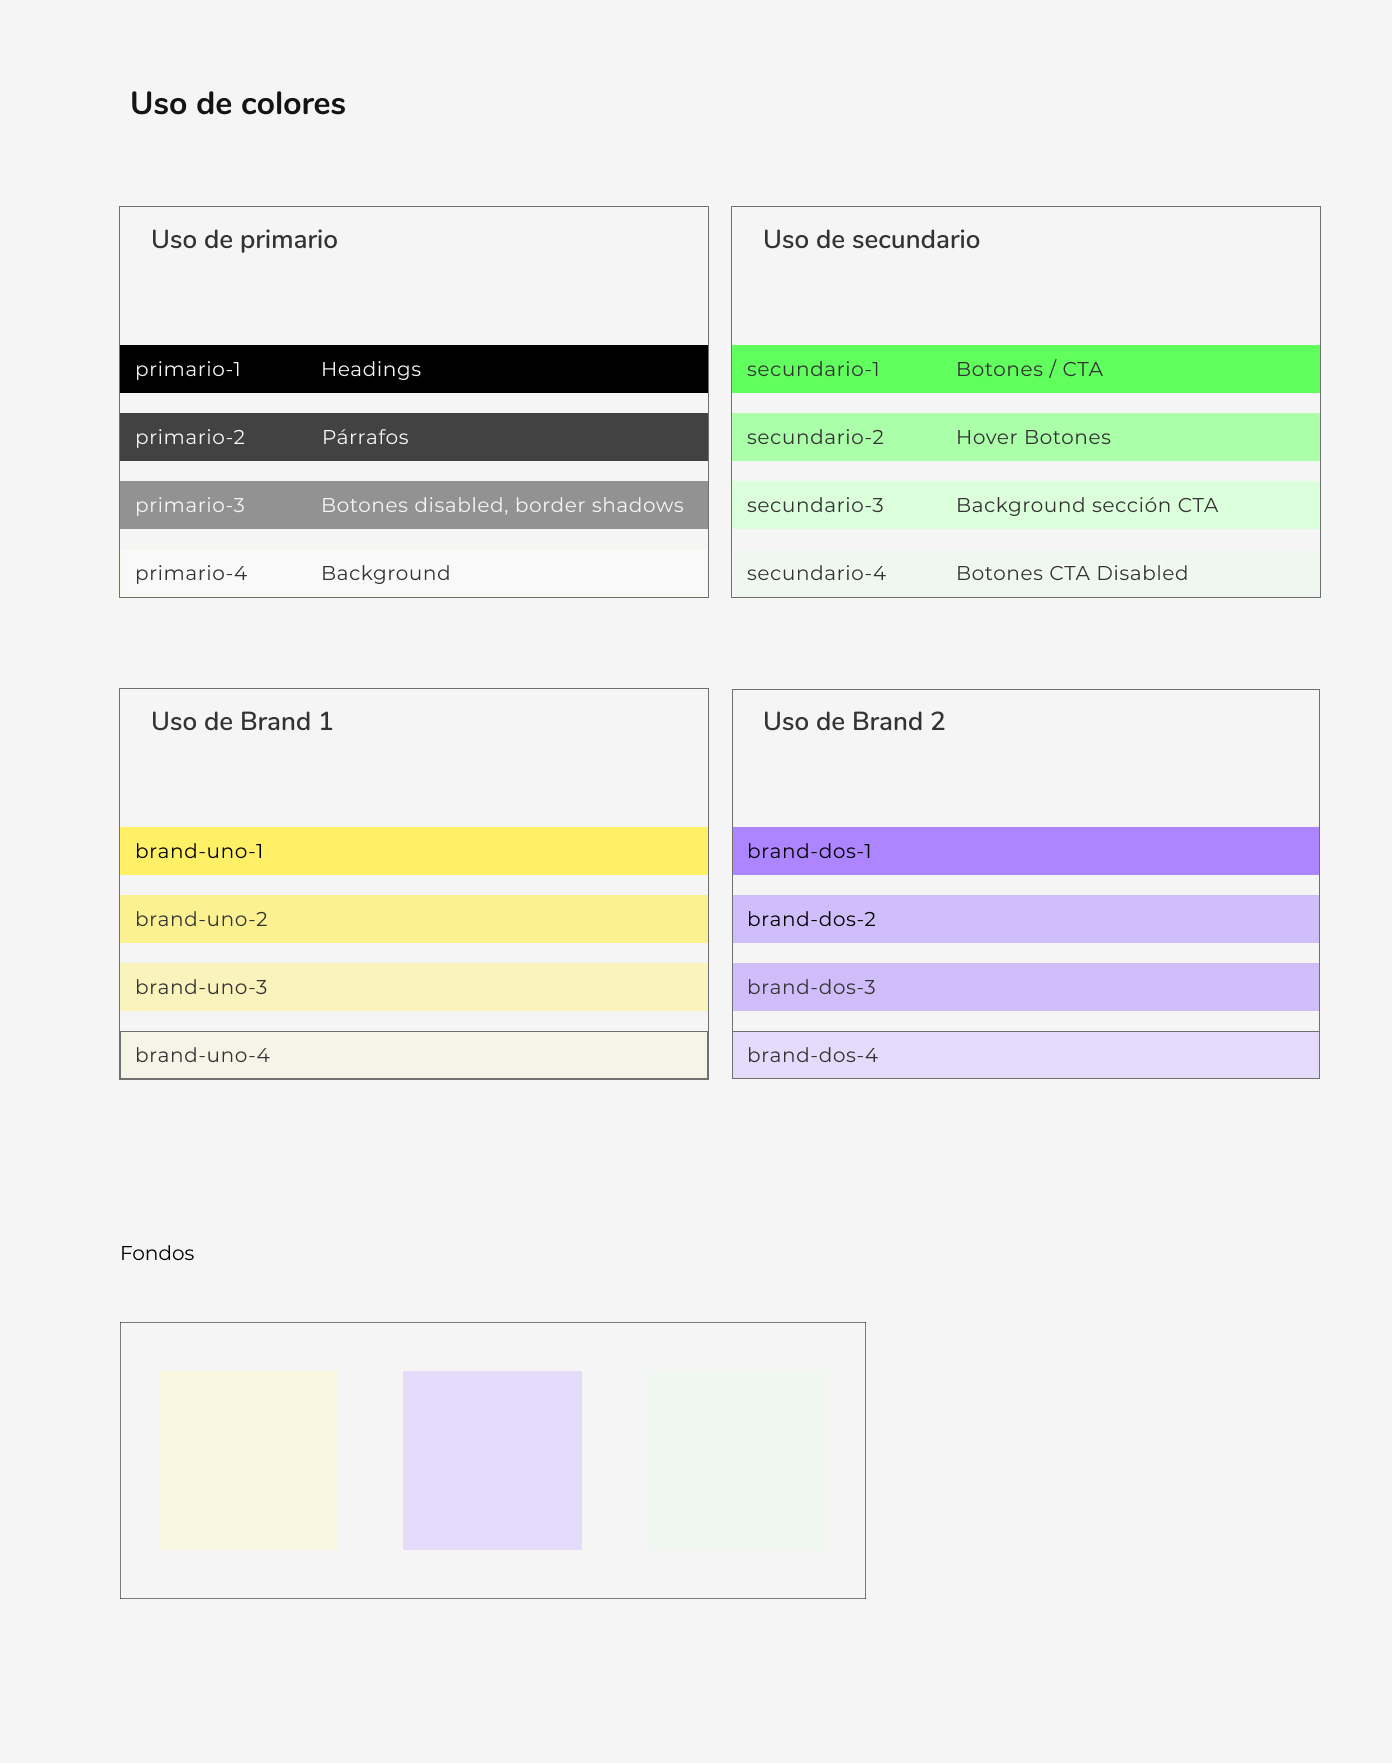 Uso de colores
Uso de primario
primario-1 Headings
primario-2 Párrafos
primario-3 Botones disabled, border shadows
primario-4 Background
Uso de secundario
secundario-1 Botones / CTA
secundario-2 Hover Botones
secundario-3 Background sección CTA
secundario-4 Botones CTA Disabled
Uso de Brand 1
brand-uno-1
brand-uno-2
brand-uno-3
brand-uno-4
Uso de Brand 2
brand-dos-1
brand-dos-2
brand-dos-3
brand-dos-4
Fondos